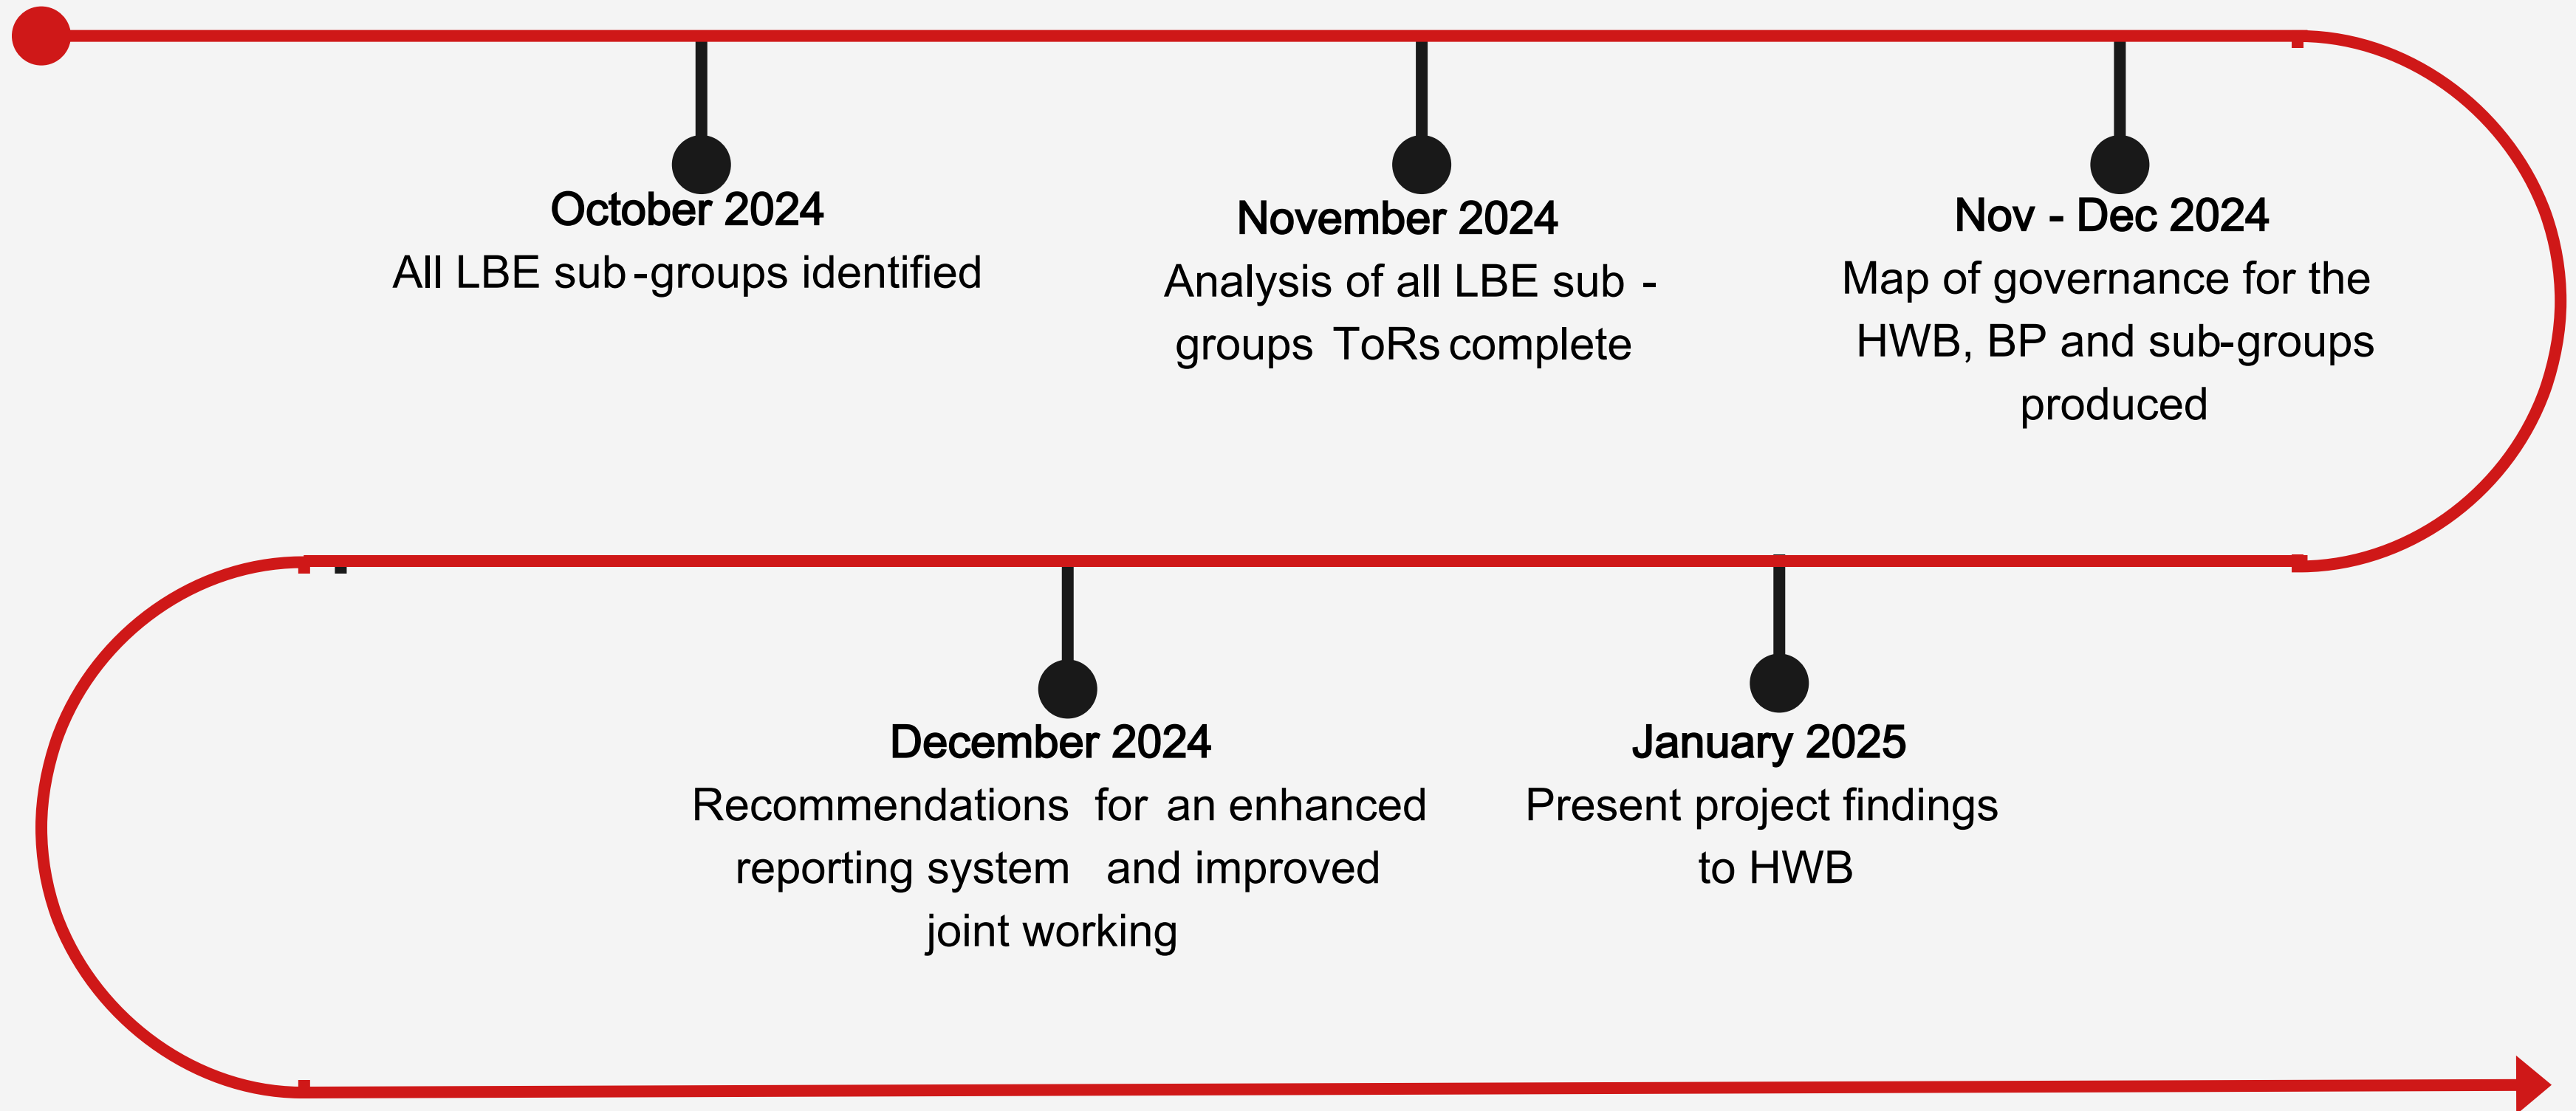 October 2024
All LBE sub-groups identified
November 2024
Analysis of all LBE sub -
groups ToRs complete
Nov - Dec 2024
Map of governance for the
HWB, BP and sub-groups
produced
December 2024
Recommendations for an enhanced
reporting system and improved
joint working
January 2025
Present project findings
to HWB